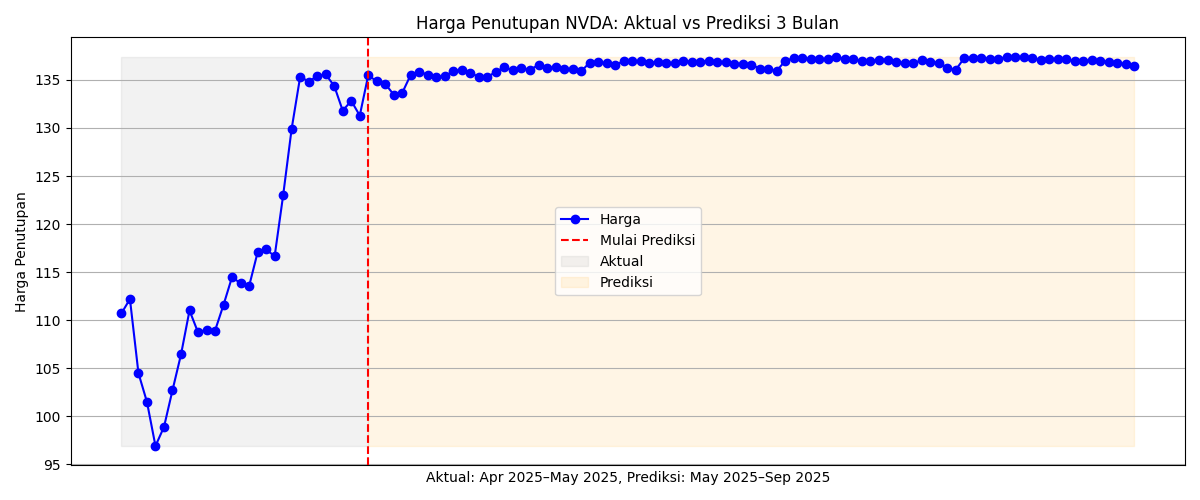 Harga Penutupan NVDA: Aktual vs Prediksi 3 Bulan
Harga Penutupan
135
130
125
120
115
110
105
100
95
Harga
Mulai Prediksi
Aktual
Prediksi
Aktual: Apr 2025–May 2025, Prediksi: May 2025–Sep 2025